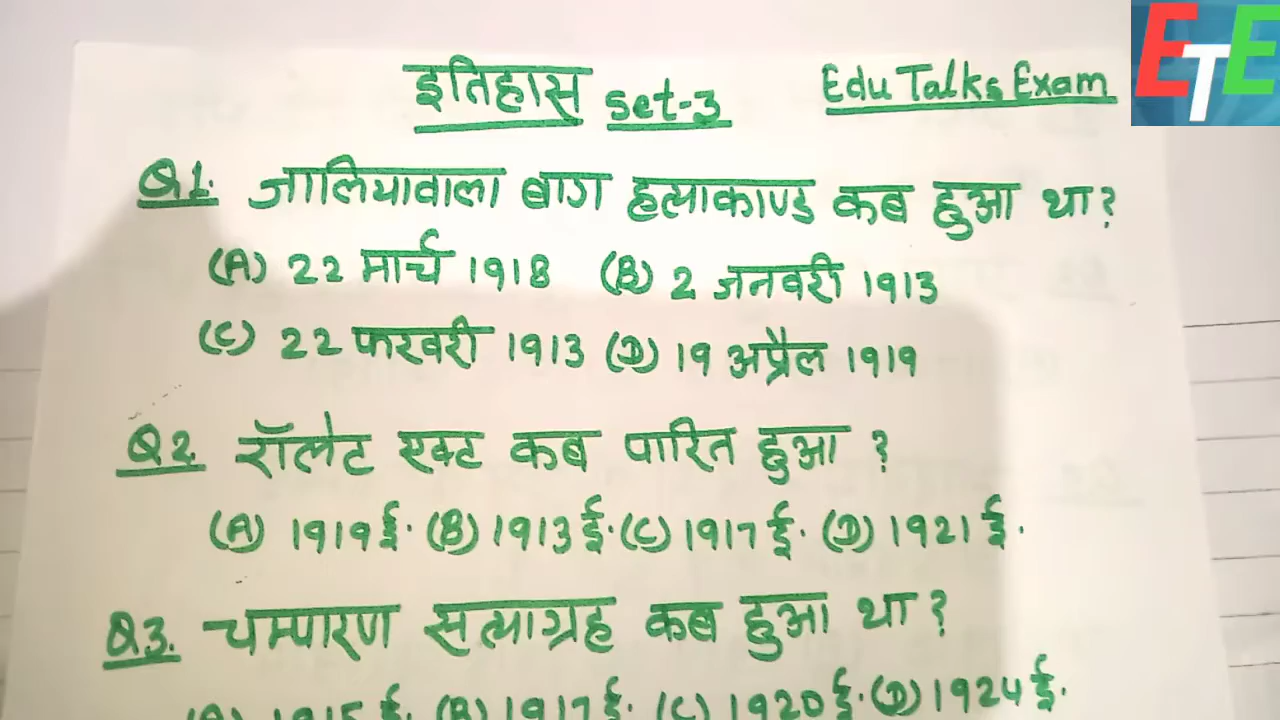 इतिहास Set-3 Edu Talks Exam
ETE
Q1. जालियावाला बाग हत्याकाण्ड कब हुआ था?
(A) 22 मार्च 1918 (B) 2 जनवरी 1913
(C) 22 फरवरी 1913 (D) 19 अप्रैल 1919
Q2. रॉलेट एक्ट कब पारित हुआ ?
(A) 1919 ई. (B) 1913 ई. (C) 1917 ई. (D) 1921 ई.
Q3. चम्पारण सत्याग्रह कब हुआ था ?
(A) 1915 ई. (B) 1917 ई. (C) 1920 ई. (D) 1924 ई.